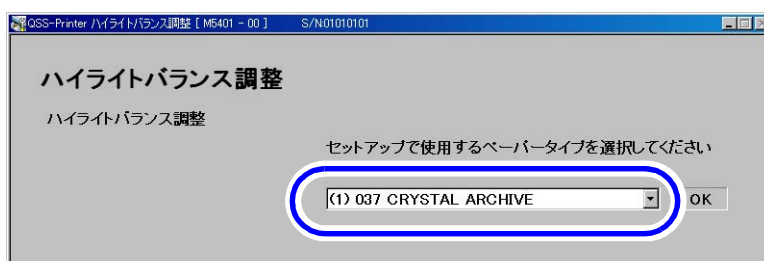 QSS-Printer ハイライトバランス調整 [ M5401 - 00 ] S/N:01010101
ハイライトバランス調整
ハイライトバランス調整
セットアップで使用するペーパータイプを選択してください
(1) 037 CRYSTAL ARCHIVE
OK